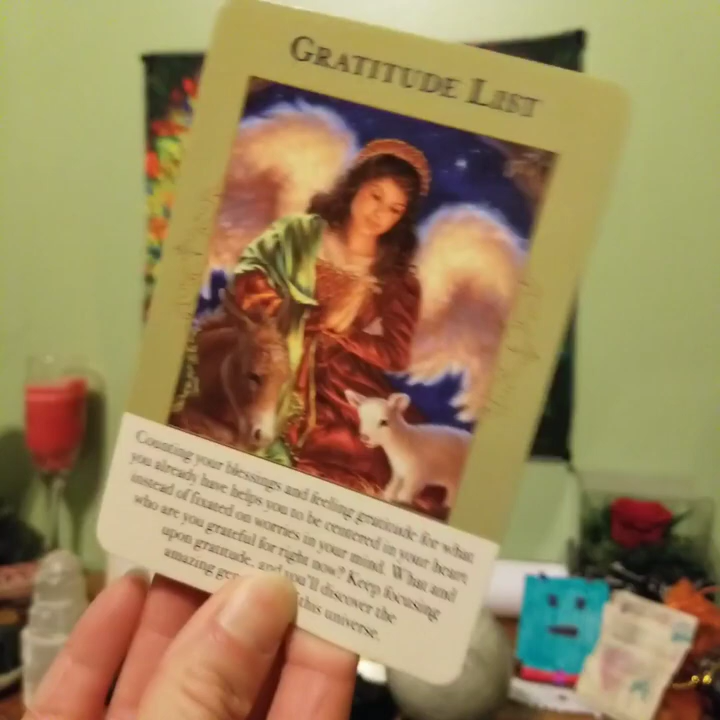 GRATITUDE LIST
Counting your blessings and feeling gratitude for what
you already have helps you to be centered in your heart
instead of fixated on worries in your mind. What and
who are you grateful for right now? Keep focusing
upon gratitude, and you'll discover the
amazing this universe.